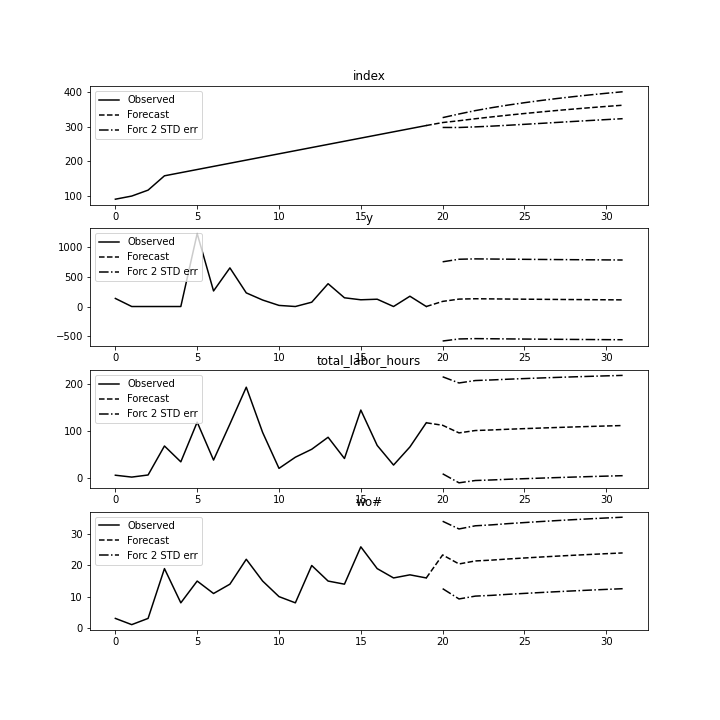 index
400
300
200
100
Observed
Forecast
Forc 2 STD err
0 5 10 15 20 25 30
y
1000
500
0
−500
Observed
Forecast
Forc 2 STD err
0 5 10 15 20 25 30
total_labor_hours
200
100
0
Observed
Forecast
Forc 2 STD err
0 5 10 15 20 25 30
wo#
30
20
10
0
Observed
Forecast
Forc 2 STD err
0 5 10 15 20 25 30